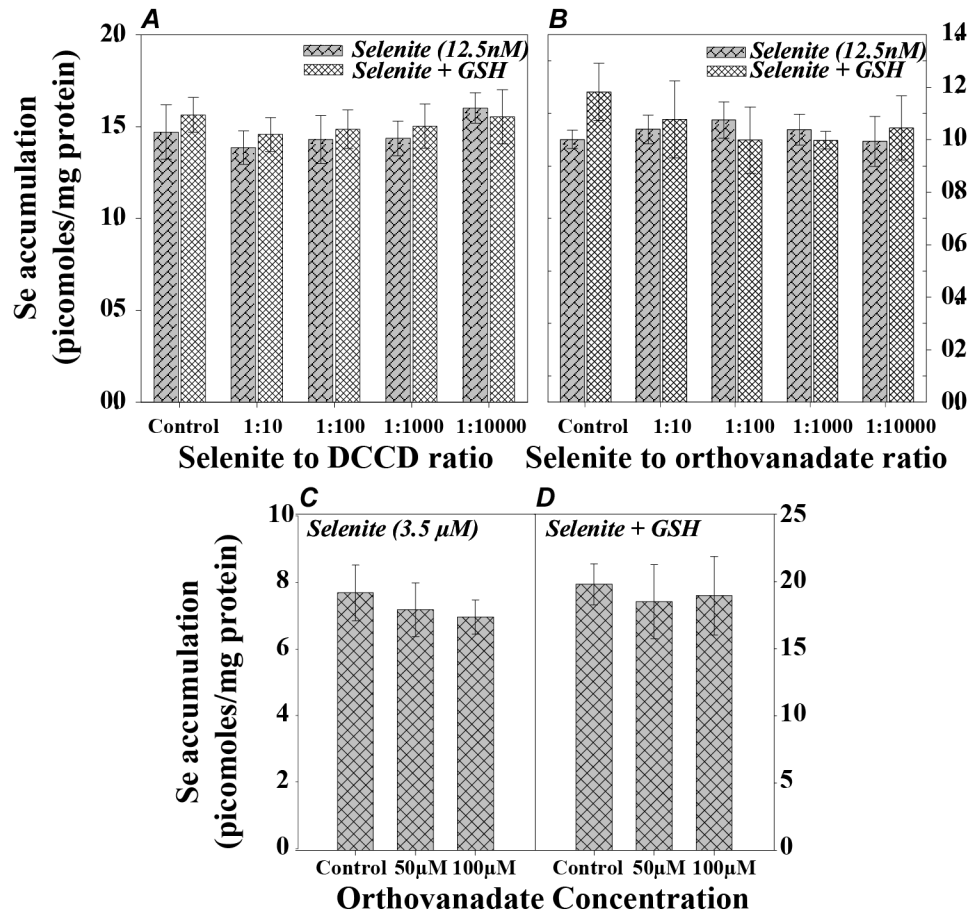 A
B
20
15
15
05
00
Selenite (12.5nM)
Selenite + GSH
Selenite (12.5nM)
Selenite + GSH
14
12
10
08
06
04
02
00
Se accumulation
(picomoles/mg protein)
Control 1:10 1:100 1:1000 1:10000
Control 1:10 1:100 1:1000 1:10000
Selenite to DCCD ratio
Selenite to orthovanadate ratio
C
D
10
8
6
4
2
0
Selenite (3.5 µM)
Selenite + GSH
25
20
15
10
5
0
Se accumulation
(picomoles/mg protein)
Control 50µM 100µM
Control 50µM 100µM
Orthovanadate Concentration